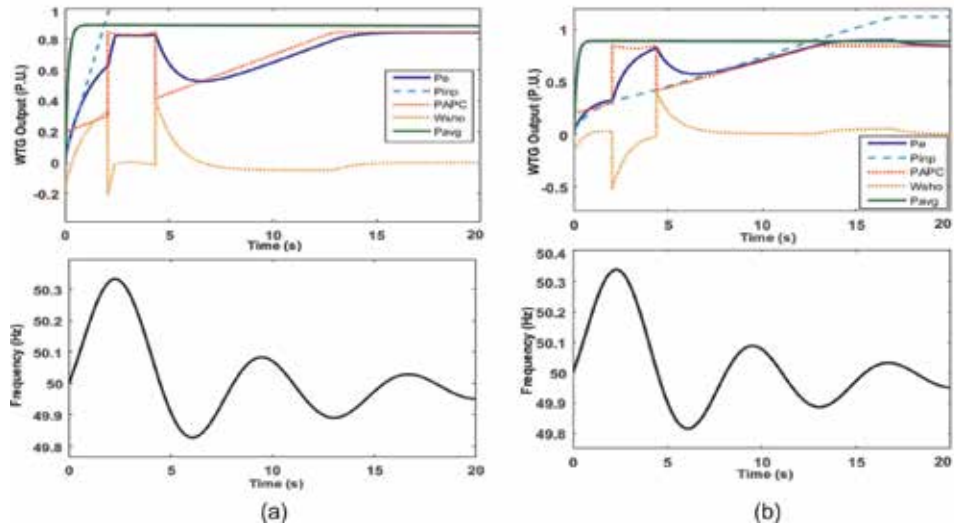 WTG Output (P.U.)
0.8
0.6
0.4
0.2
0
-0.2
Pe
Pinp
PAPC
Wsho
Pavg
0 5 10 15 20
Time (s)
Frequency (Hz)
50.3
50.2
50.1
50
49.9
49.8
0 5 10 15 20
Time (s)
(a)
WTG Output (P.U.)
1
0.5
0
-0.5
Pe
Pinp
PAPC
Wsho
Pavg
0 5 10 15 20
Time (s)
Frequency (Hz)
50.4
50.3
50.2
50.1
50
49.9
49.8
0 5 10 15 20
Time (s)
(b)